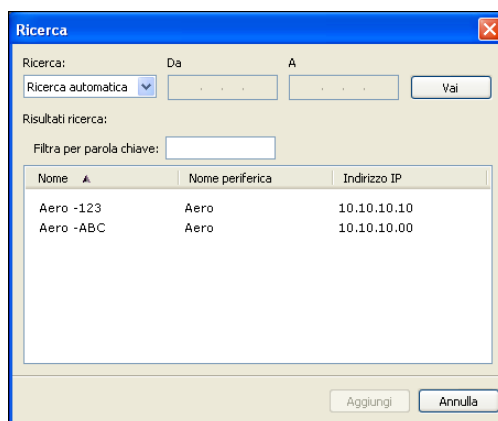 Ricerca
Ricerca: Da A
Ricerca automatica Vai
Risultati ricerca:
Filtra per parola chiave:
Nome Nome periferica Indirizzo IP
Aero -123 Aero 10.10.10.10
Aero -ABC Aero 10.10.10.00
Aggiungi Annulla